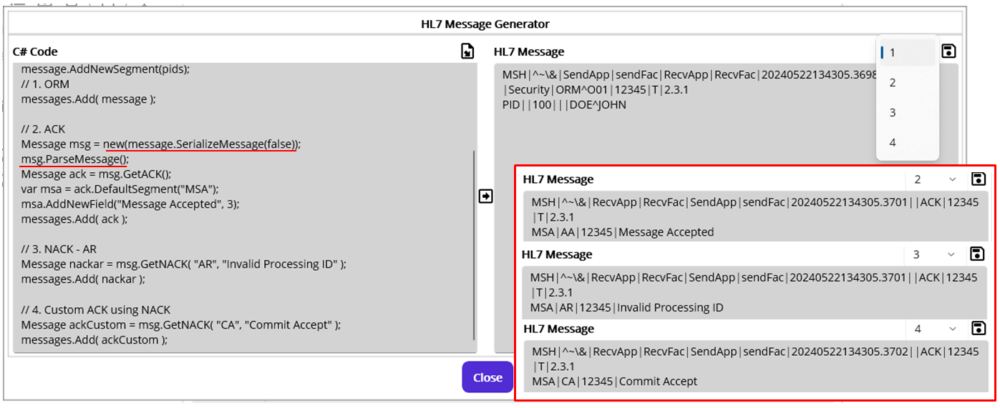 HL7 Message Generator
C# Code
message.AddNewSegment(pids);
// 1. ORM
messages.Add( message );
// 2. ACK
Message msg = new(message.SerializeMessage(false));
msg.ParseMessage();
Message ack = msg.GetACK();
var msa = ack.DefaultSegment("MSA");
msa.AddNewField("Message Accepted", 3);
messages.Add( ack );
// 3. NACK - AR
Message nackar = msg.GetNACK( "AR", "Invalid Processing ID" );
messages.Add( nackar );
// 4. Custom ACK using NACK
Message ackCustom = msg.GetNACK( "CA", "Commit Accept" );
messages.Add( ackCustom );
HL7 Message
MSH|^~\&|SendApp|sendFac|RecvApp|RecvFac|20240522134305.3698
|Security|ORM^O01|12345|T|2.3.1
PID||100|||DOE^JOHN
1
2
3
4
HL7 Message 2
MSH|^~\&|RecvApp|RecvFac|SendApp|sendFac|20240522134305.3701||ACK|12345
|T|2.3.1
MSA|AA|12345|Message Accepted
HL7 Message 3
MSH|^~\&|RecvApp|RecvFac|SendApp|sendFac|20240522134305.3701||ACK|12345
|T|2.3.1
MSA|AR|12345|Invalid Processing ID
HL7 Message 4
MSH|^~\&|RecvApp|RecvFac|SendApp|sendFac|20240522134305.3702||ACK|12345
|T|2.3.1
MSA|CA|12345|Commit Accept
Close